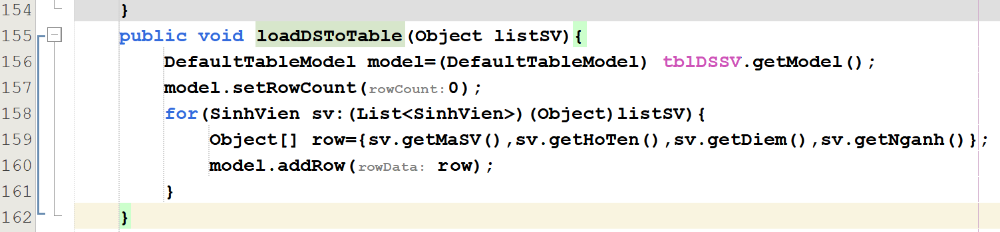 154 }
155 public void loadDSToTable(Object listSV){
156 DefaultTableModel model=(DefaultTableModel) tblDSSV.getModel();
157 model.setRowCount(rowCount:0);
158 for(SinhVien sv:(List<SinhVien>)(Object)listSV){
159 Object[] row={sv.getMaSV(),sv.getHoTen(),sv.getDiem(),sv.getNganh()};
160 model.addRow(rowData: row);
161 }
162 }